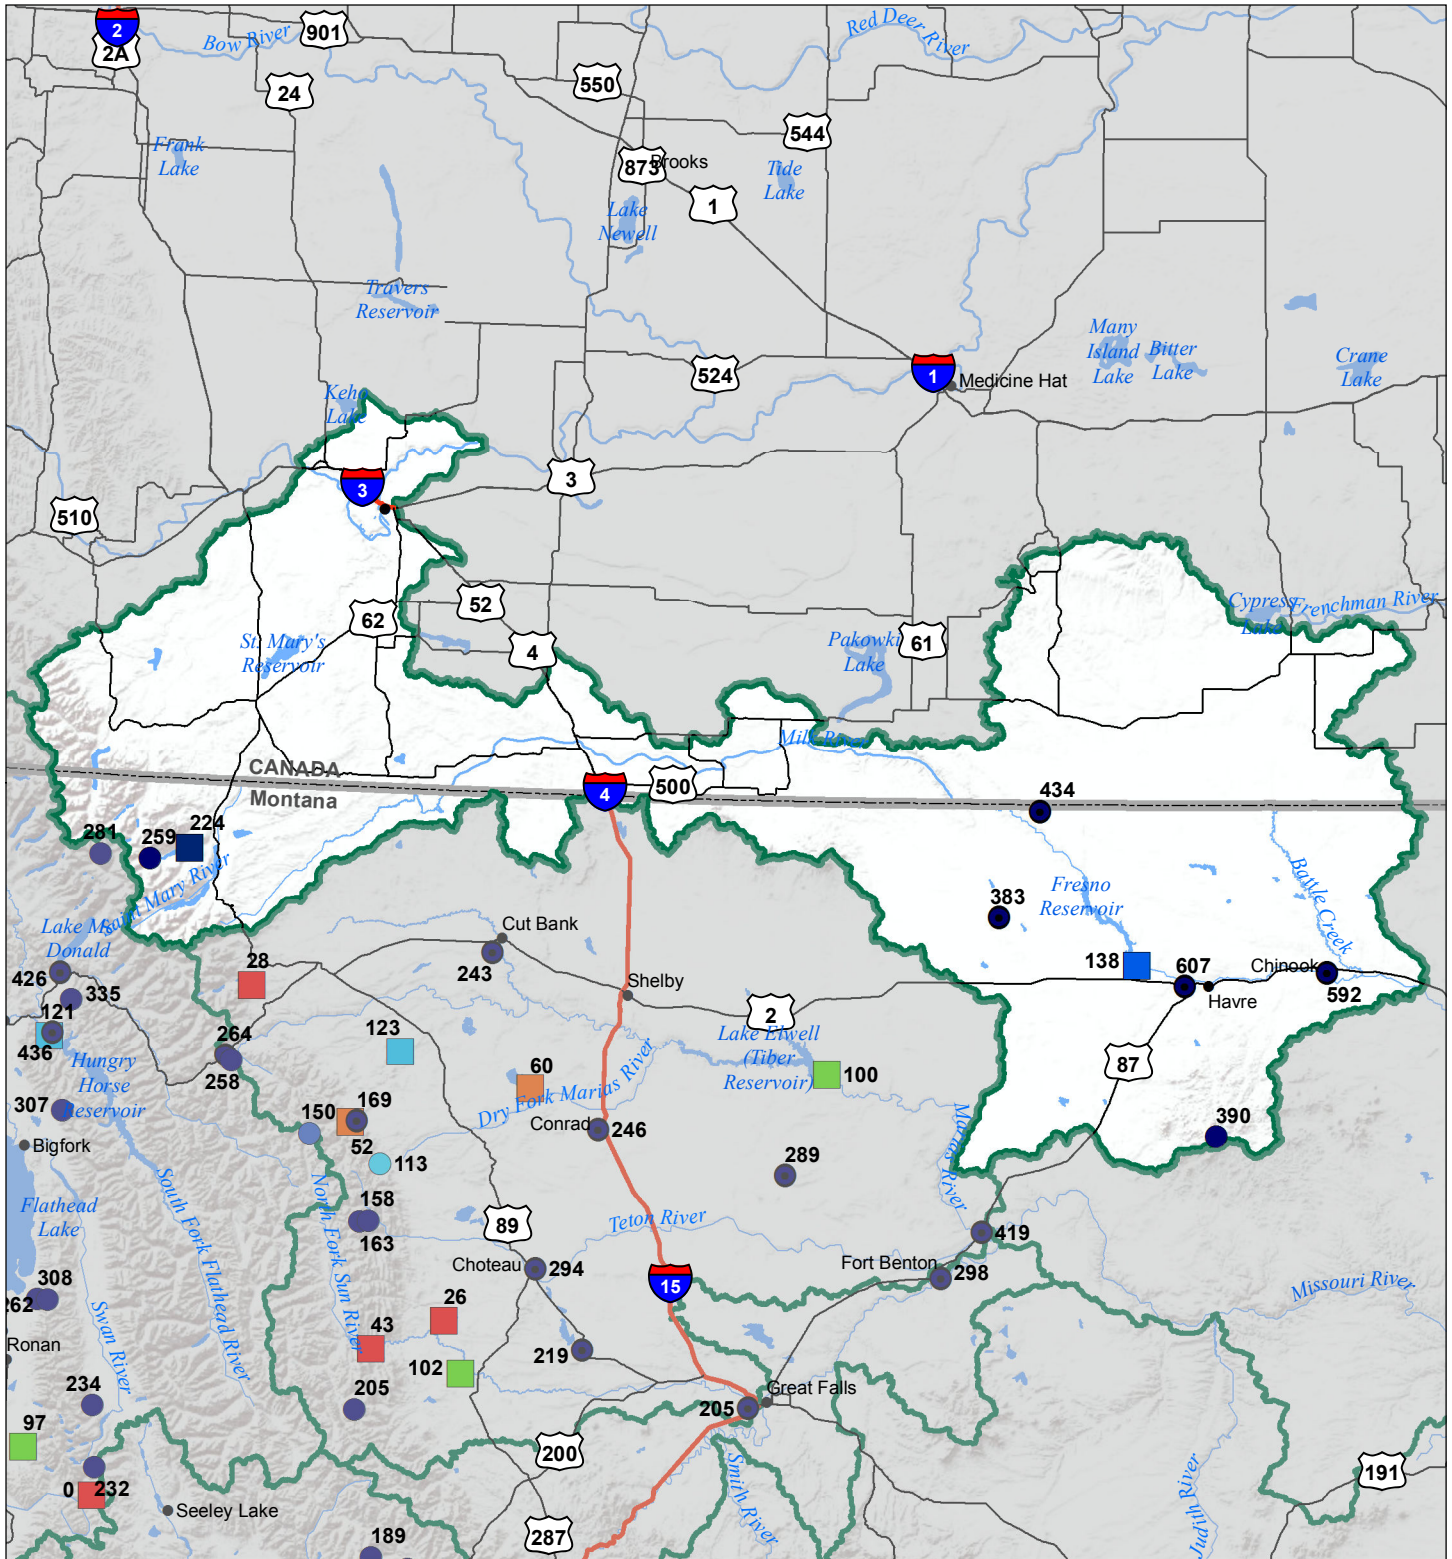 2
2A
Bow River
901
24
550
Red Deer
River
544
Frank
Lake
873
Brooks
Tide
Lake
1
Lake
Newell
Travers
Reservoir
Many
Island
Lake
Bitter
Lake
Crane
Lake
524
1
Medicine Hat
Keho
Lake
3
3
510
62
52
4
61
St. Mary's
Reservoir
Pakowki
Lake
Cypress
Lake
Frenchman River
Milk River
CANADA
Montana
4
500
434
281
259
224
Saint Mary River
Lake Mc
Donald
383
Fresno
Reservoir
Battle Creek
Cut Bank
243
28
426
335
Shelby
138
607
Havre
Chinook
592
2
121
436
264
258
123
60
Lake Elwell
(Tiber
Reservoir)
100
87
Hungry
Horse
Reservoir
Dry Fork Marias River
307
Bigfork
150
169
52
Conrad
246
Marias River
390
113
289
Flathead
Lake
South Fork Flathead River
North Fork Sun River
158
163
89
Teton River
419
Choteau
294
15
Fort Benton
298
Missouri River
308
262
Swan River
26
43
Ronan
102
219
234
205
205
Great Falls
97
200
0
232
Seeley Lake
Smith River
Judith River
191
189
287